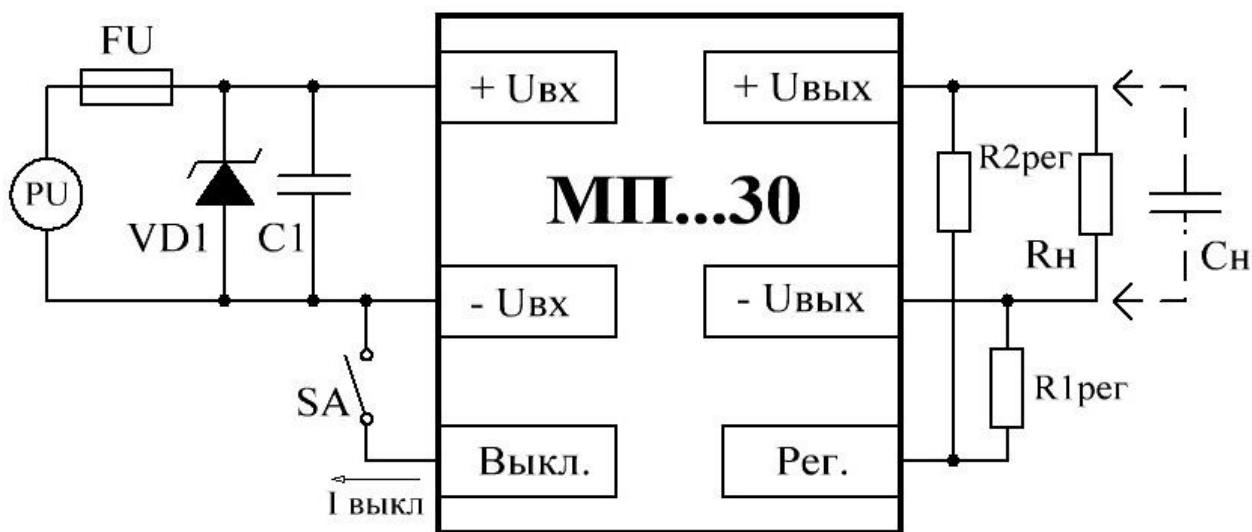 FU
+ Uвх
+ Uвых
PU
VD1
C1
МП...30
R2рег
Rн
Cн
- Uвх
- Uвых
SA
R1рег
Выкл.
Рег.
I выкл